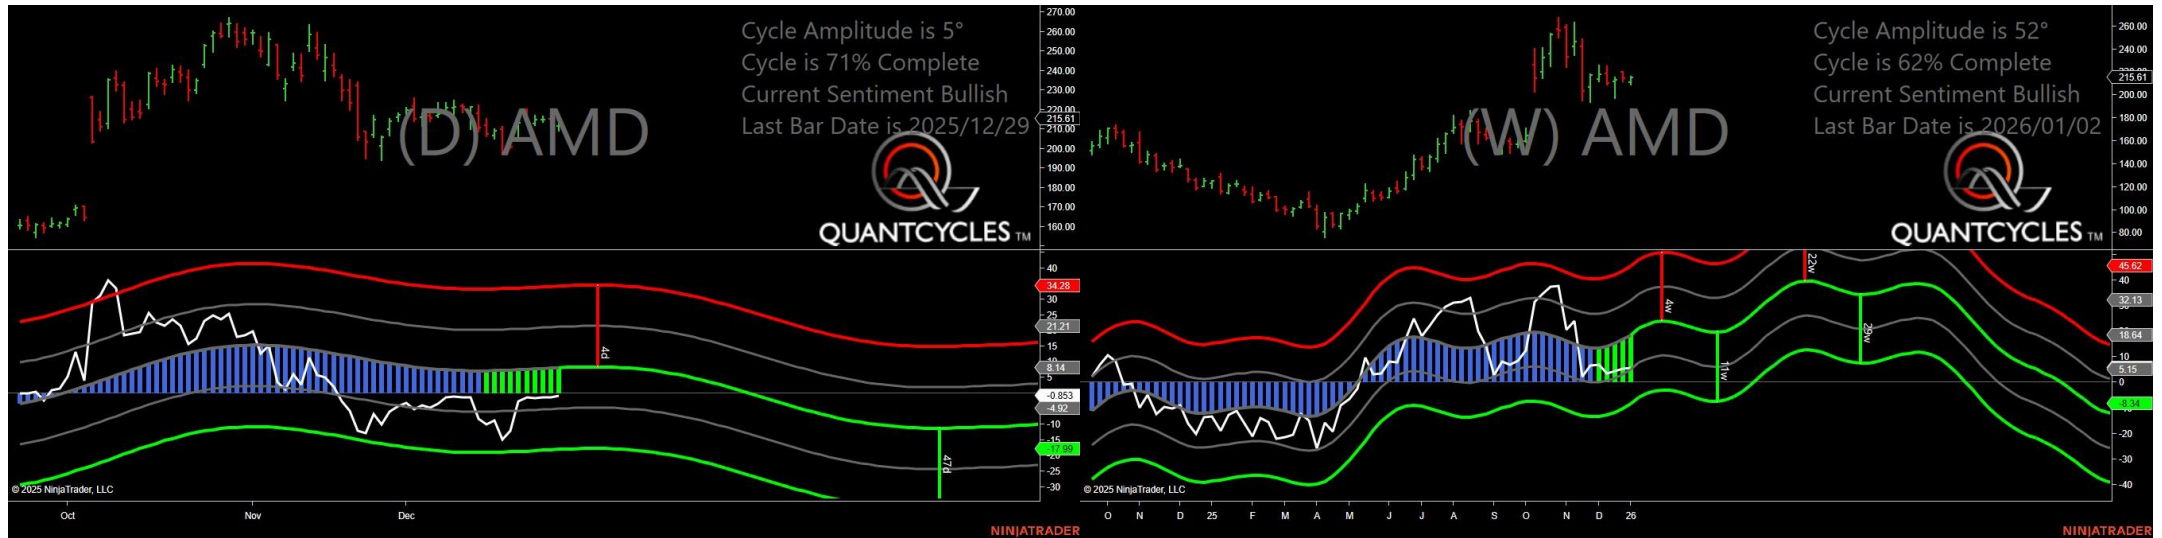 Cycle Amplitude is 5°
Cycle is 71% Complete
Current Sentiment Bullish
Last Bar Date is 2025/12/29
(D) AMD
QUANTCYCLES TM
270.00
260.00
250.00
240.00
230.00
220.00
215.61
210.00
200.00
190.00
180.00
170.00
160.00
40
34.28
30
25
21.21
15
10
8.14
5
-0.853
-4.92
-10
-15
-17.99
-25
-30
4d
47d
© 2025 NinjaTrader, LLC
Oct
Nov
Dec
NINJATRADER
Cycle Amplitude is 52°
Cycle is 62% Complete
Current Sentiment Bullish
Last Bar Date is 2026/01/02
(W) AMD
QUANTCYCLES TM
260.00
240.00
215.61
200.00
180.00
160.00
140.00
120.00
100.00
80.00
45.62
40
32.13
18.64
10
5.15
0
-8.34
-20
-30
-40
4w
11w
22w
29w
© 2025 NinjaTrader, LLC
O N D 25 F M A M J J A S O N D 26
NINJATRADER